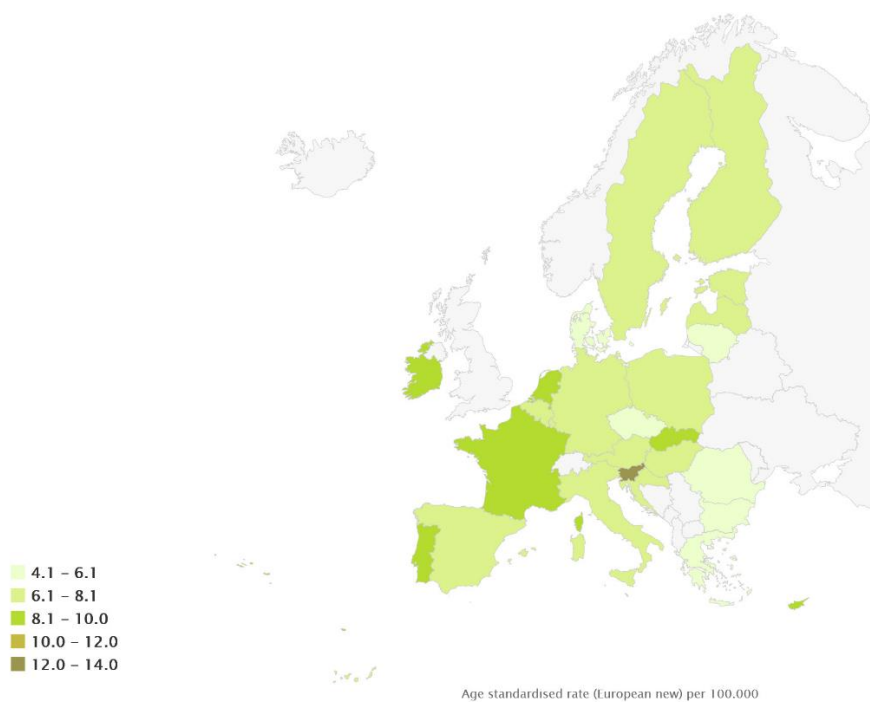 4.1 – 6.1
6.1 – 8.1
8.1 – 10.0
10.0 – 12.0
12.0 – 14.0
Age standardised rate (European new) per 100.000